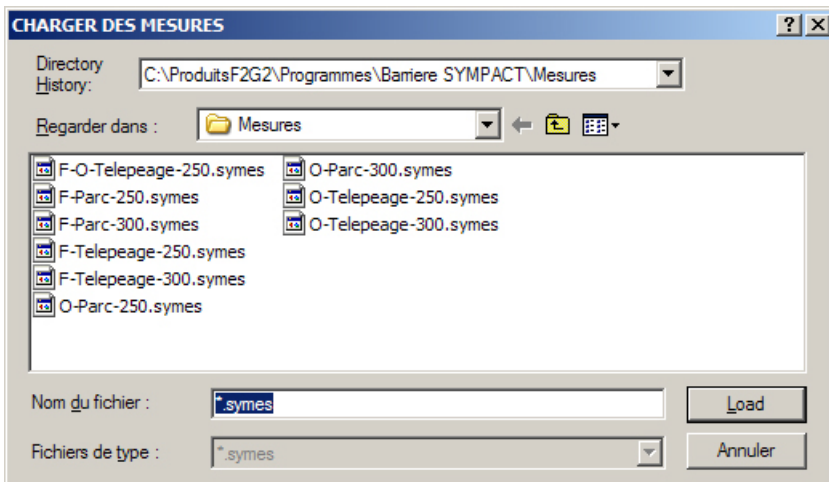 CHARGER DES MESURES
Directory
History:
C:\ProduitsF2G2\Programmes\Barriere SYMPACT\Mesures
Regarder dans :
Mesures
F-O-Telepeage-250.symes
F-Parc-250.symes
F-Parc-300.symes
F-Telepeage-250.symes
F-Telepeage-300.symes
O-Parc-250.symes
O-Parc-300.symes
O-Telepeage-250.symes
O-Telepeage-300.symes
Nom du fichier :
*.symes
Load
Fichiers de type :
*.symes
Annuler